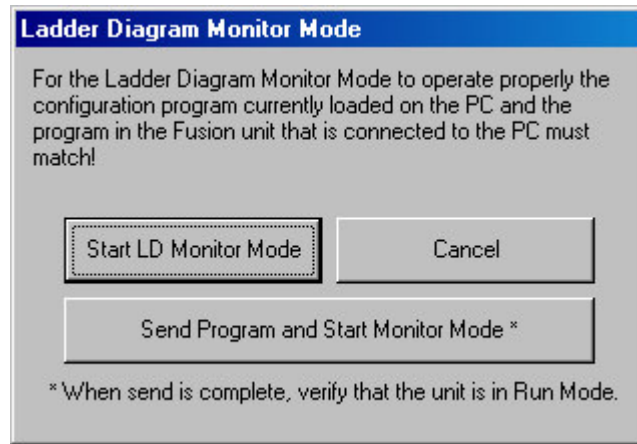 Ladder Diagram Monitor Mode
For the Ladder Diagram Monitor Mode to operate properly the
configuration program currently loaded on the PC and the
program in the Fusion unit that is connected to the PC must
match!
Start LD Monitor Mode
Cancel
Send Program and Start Monitor Mode *
* When send is complete, verify that the unit is in Run Mode.